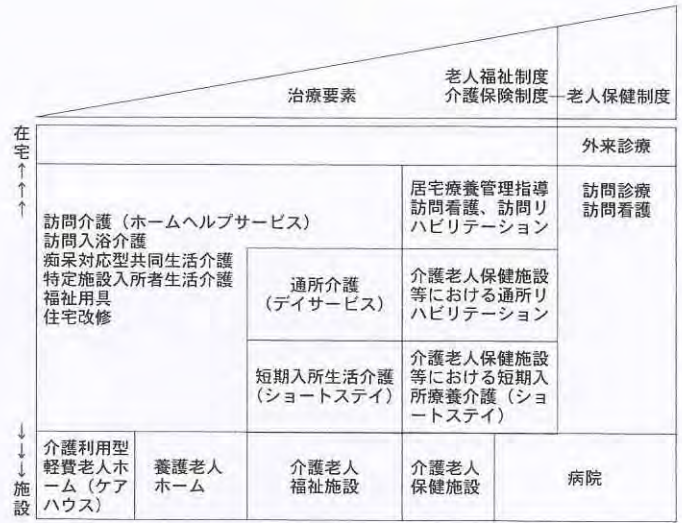 治療要素
老人福祉制度
介護保険制度
老人保健制度
在宅↑↑↑
外来診療
訪問介護（ホームヘルプサービス）
訪問入浴介護
痴呆対応型共同生活介護
特定施設入所者生活介護
福祉用具
住宅改修
居宅療養管理指導
訪問看護、訪問リ
ハビリテーション
訪問診療
訪問看護
通所介護
（デイサービス）
介護老人保健施設
等における通所リ
ハビリテーション
短期入所生活介護
（ショートステイ）
介護老人保健施設
等における短期入
所療養介護（ショ
ートステイ）
↓↓↓施設
介護利用型
軽費老人ホ
ーム（ケア
ハウス）
養護老人
ホーム
介護老人
福祉施設
介護老人
保健施設
病院